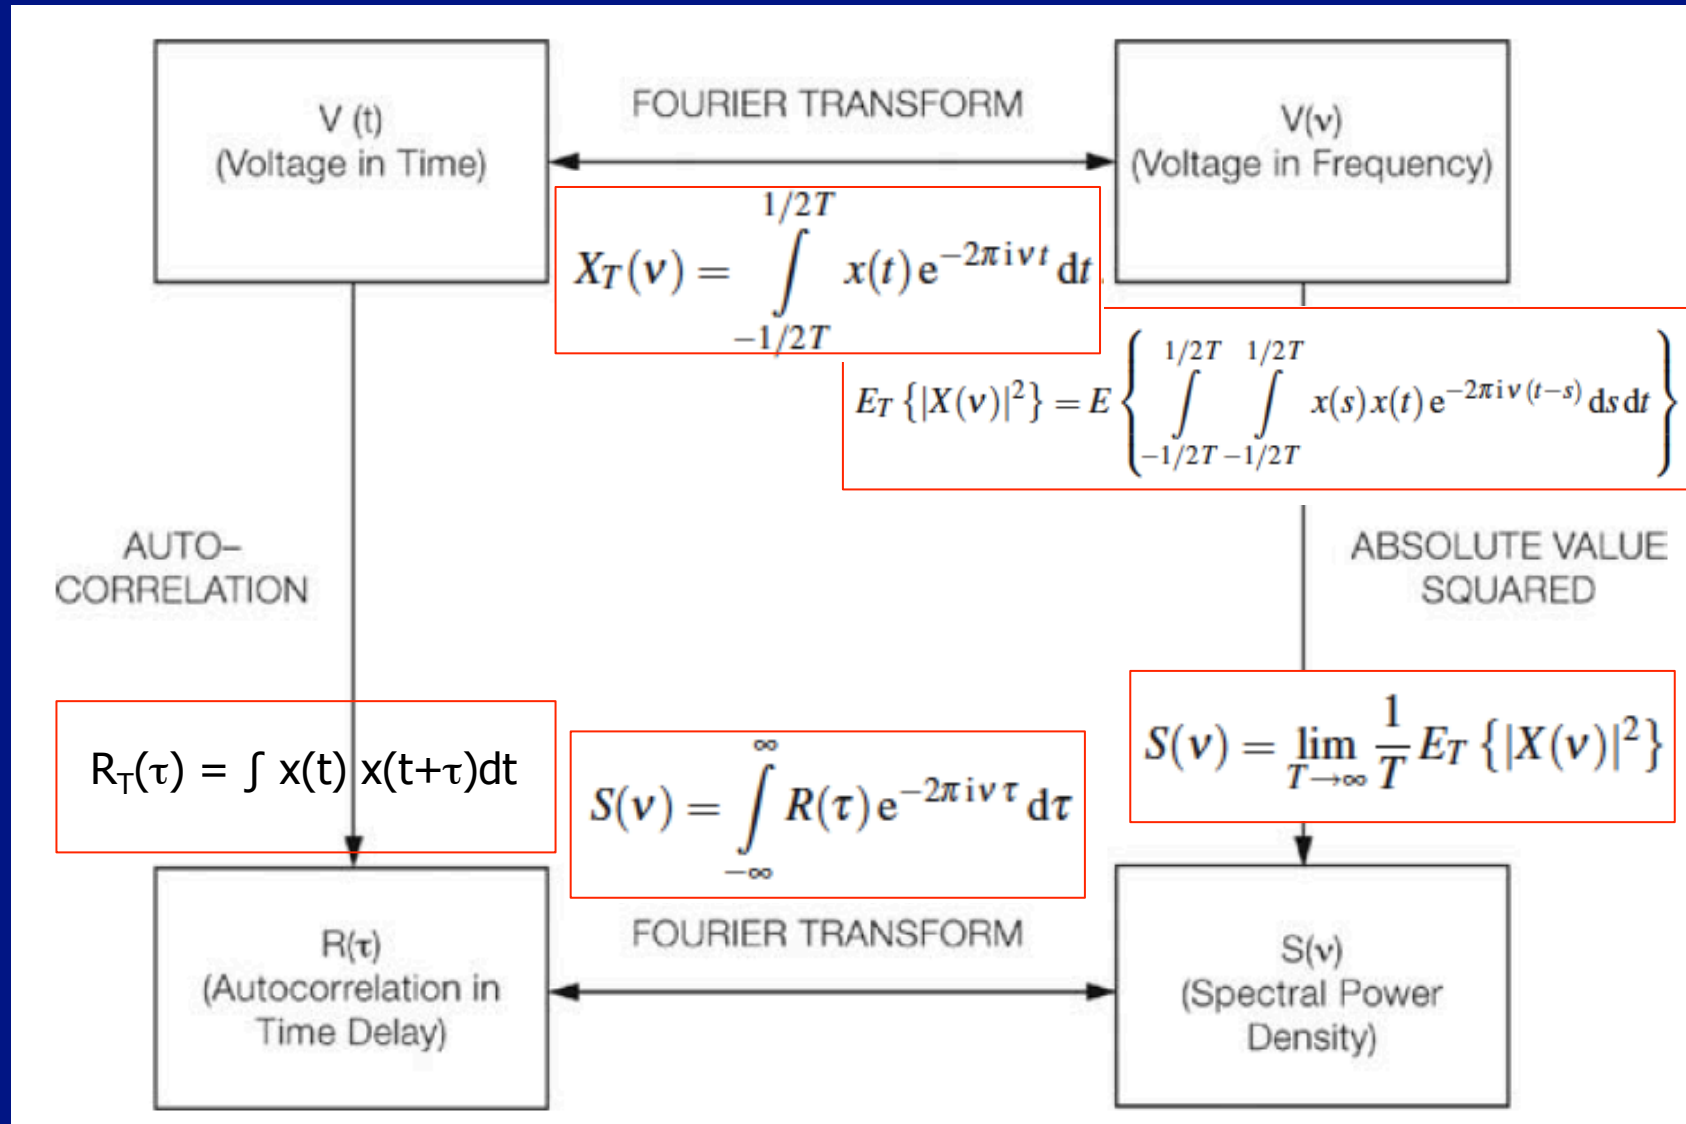 V (t)
(Voltage in Time)
FOURIER TRANSFORM
V(ν)
(Voltage in Frequency)
X_T(ν) = ∫_{−1/2T}^{1/2T} x(t) e^{−2πiνt} dt
E_T {|X(ν)|²} = E { ∫_{−1/2T}^{1/2T} ∫_{−1/2T}^{1/2T} x(s) x(t) e^{−2πiν(t−s)} ds dt }
AUTO–
CORRELATION
ABSOLUTE VALUE
SQUARED
R_T(τ) = ∫ x(t) x(t+τ)dt
S(ν) = ∫_{−∞}^{∞} R(τ) e^{−2πiντ} dτ
S(ν) = lim_{T→∞} 1/T E_T {|X(ν)|²}
R(τ)
(Autocorrelation in
Time Delay)
FOURIER TRANSFORM
S(ν)
(Spectral Power
Density)